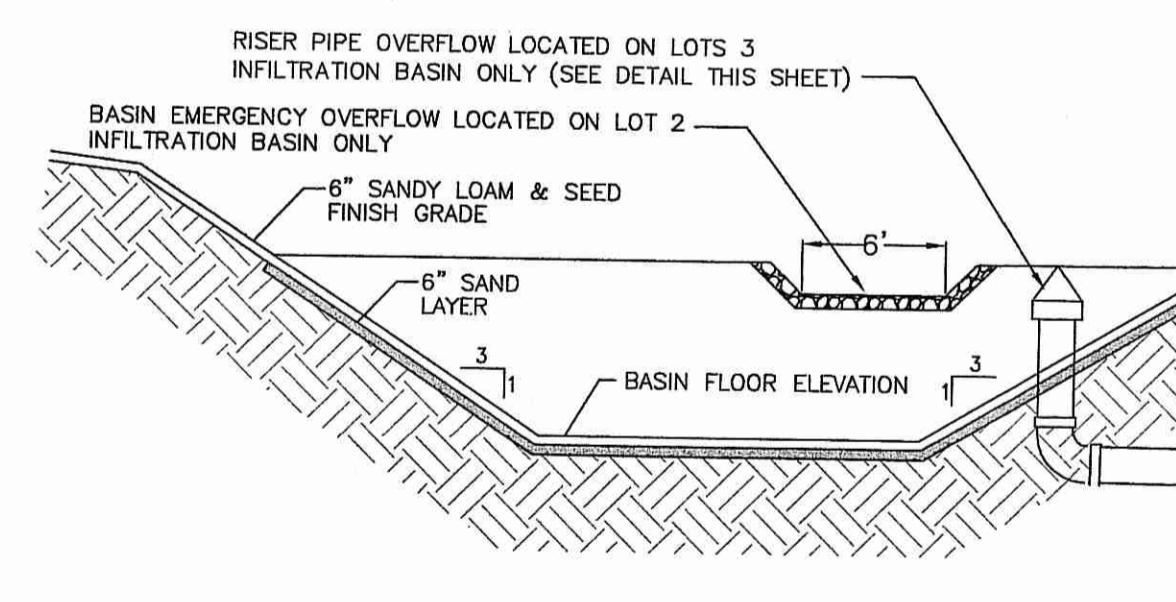 RISER PIPE OVERFLOW LOCATED ON LOTS 3
INFILTRATION BASIN ONLY (SEE DETAIL THIS SHEET)
BASIN EMERGENCY OVERFLOW LOCATED ON LOT 2
INFILTRATION BASIN ONLY
6" SANDY LOAM & SEED
FINISH GRADE
6'
6" SAND
LAYER
3
1
BASIN FLOOR ELEVATION
3
1